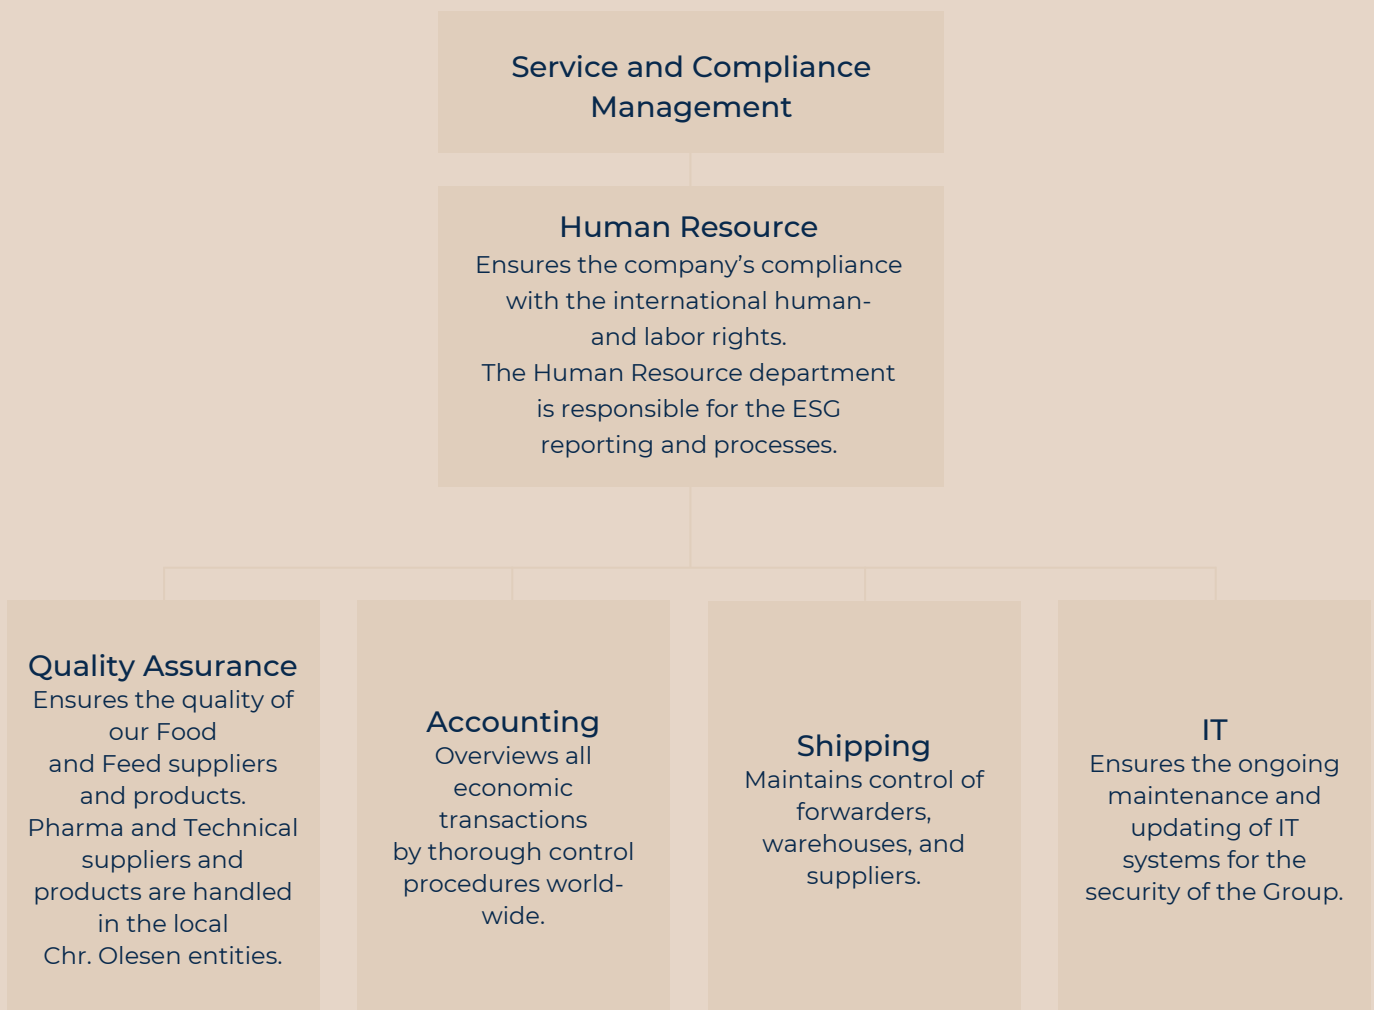 Service and Compliance
Management
Human Resource
Ensures the company’s compliance
with the international human-
and labor rights.
The Human Resource department
is responsible for the ESG
reporting and processes.
Quality Assurance
Ensures the quality of
our Food
and Feed suppliers
and products.
Pharma and Technical
suppliers and
products are handled
in the local
Chr. Olesen entities.
Accounting
Overviews all
economic
transactions
by thorough control
procedures world-
wide.
Shipping
Maintains control of
forwarders,
warehouses, and
suppliers.
IT
Ensures the ongoing
maintenance and
updating of IT
systems for the
security of the Group.